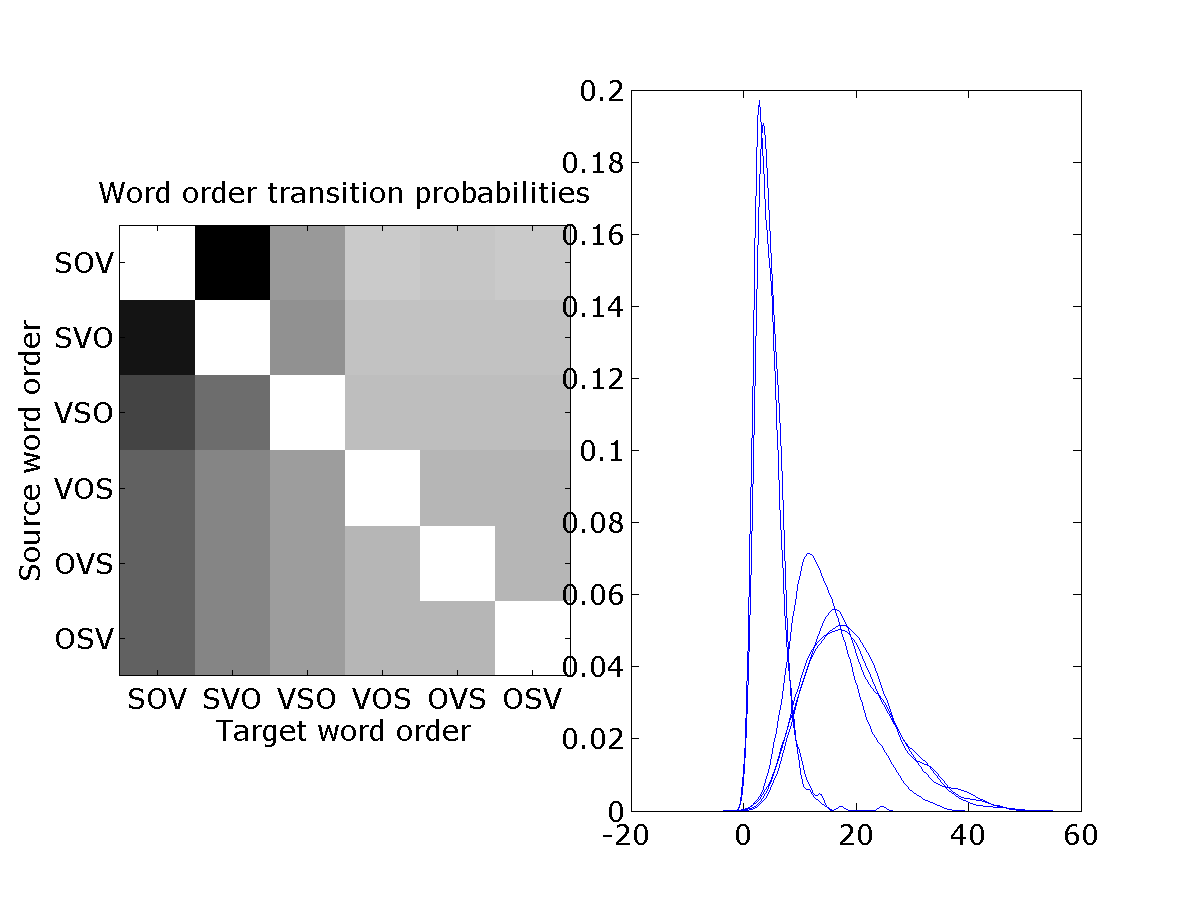 Word order transition probabilities
Source word order
SOV
SVO
VSO
VOS
OVS
OSV
SOV SVO VSO VOS OVS OSV
Target word order
0.2
0.18
0.16
0.14
0.12
0.1
0.08
0.06
0.04
0.02
0
-20 0 20 40 60